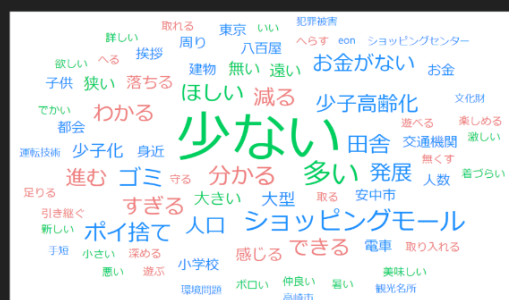 取れる 東京 いい 犯罪被害
詳しい 周り へらす eon ショッピングセンター
挨拶 八百屋
欲しい へる 建物 無い 遠い お金がない お金
子供 狭い 落ちる ほしい 減る 少子高齢化 文化財
でかい わかる 遊べる 楽しめる
都会 少ない 田舎 交通機関 激しい
運転技術 少子化 身近 無くす
進む ゴミ 守る 分かる 多い 発展 人数 着づらい
足りる すぎる 大きい 大型 取る 安中市
引き継ぐ
新しい ポイ捨て 人口 ショッピングモール
手短 小さい 深める 感じる できる 電車 取り入れる
悪い 遊ぶ 小学校 美味しい
環境問題 ボロい 仲良い 暑い 観光名所
高崎市